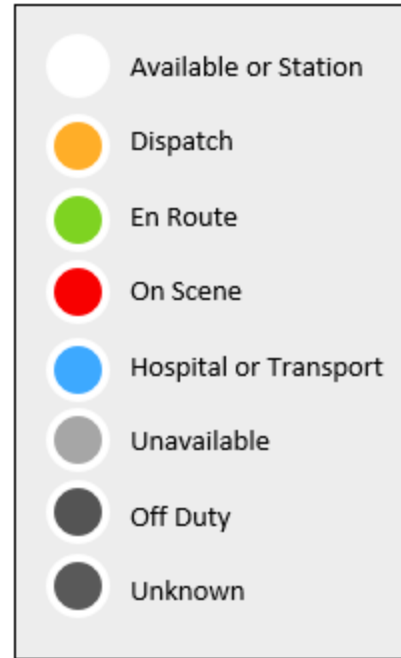 Available or Station
Dispatch
En Route
On Scene
Hospital or Transport
Unavailable
Off Duty
Unknown